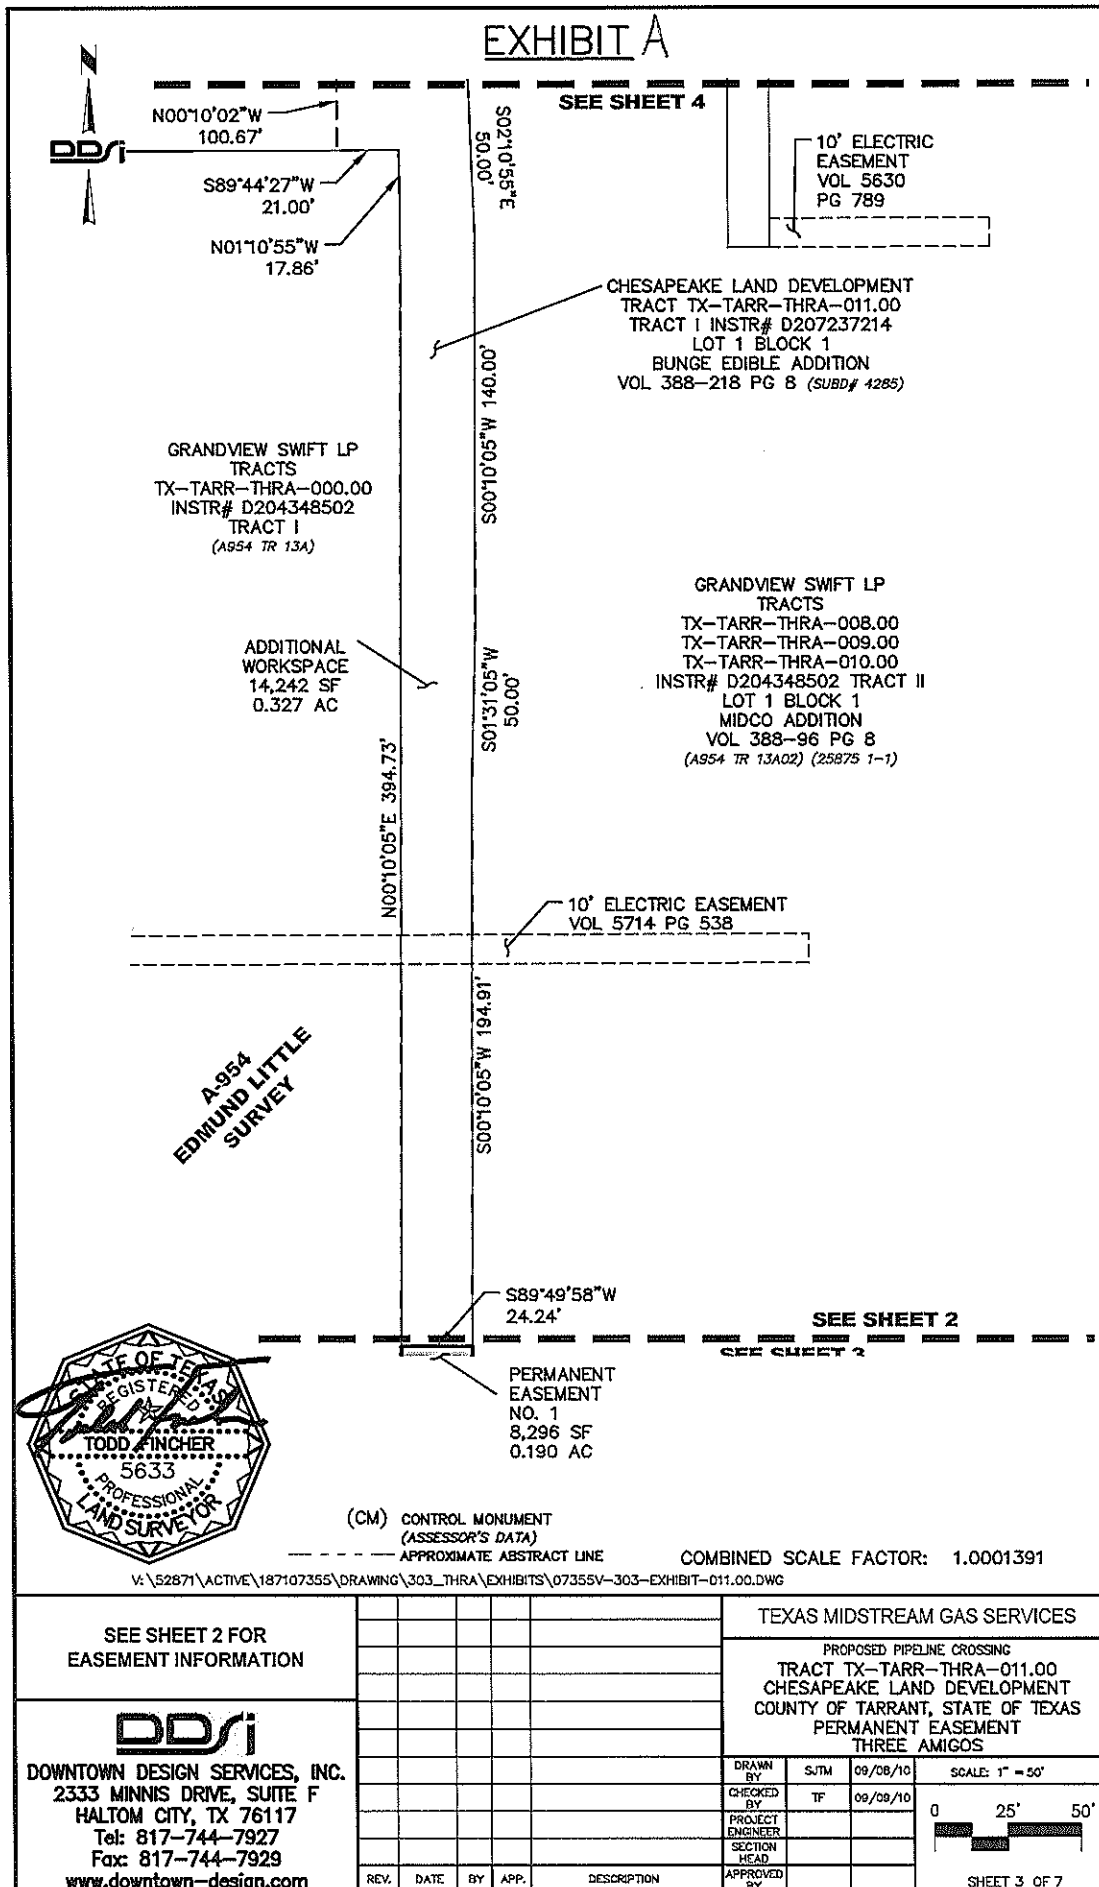 EXHIBIT A
N
DDSi
SEE SHEET 4
N00°10'02"W
100.67'
S89°44'27"W
21.00'
N01°10'55"W
17.86'
S02°10'55"E
50.00'
10' ELECTRIC
EASEMENT
VOL 5630
PG 789
CHESAPEAKE LAND DEVELOPMENT
TRACT TX-TARR-THRA-011.00
TRACT I INSTR# D207237214
LOT 1 BLOCK 1
BUNGE EDIBLE ADDITION
VOL 388-218 PG 8 (SUBD# 4285)
S00°10'05"W 140.00'
GRANDVIEW SWIFT LP
TRACTS
TX-TARR-THRA-000.00
INSTR# D204348502
TRACT I
(A954 TR 13A)
GRANDVIEW SWIFT LP
TRACTS
TX-TARR-THRA-008.00
TX-TARR-THRA-009.00
TX-TARR-THRA-010.00
INSTR# D204348502 TRACT II
LOT 1 BLOCK 1
MIDCO ADDITION
VOL 388-96 PG 8
(A954 TR 13A02) (25875 1-1)
ADDITIONAL
WORKSPACE
14,242 SF
0.327 AC
S01°31'05"W
50.00'
N00°10'05"E 394.73'
10' ELECTRIC EASEMENT
VOL 5714 PG 538
S00°10'05"W 194.91'
A-954
EDMUND LITTLE
SURVEY
S89°49'58"W
24.24'
SEE SHEET 2
SEE SHEET 3
PERMANENT
EASEMENT
NO. 1
8,296 SF
0.190 AC
STATE OF TEXAS
REGISTERED
TODD FINCHER
5633
PROFESSIONAL
LAND SURVEYOR
(CM) CONTROL MONUMENT
(ASSESSOR'S DATA)
APPROXIMATE ABSTRACT LINE
COMBINED SCALE FACTOR: 1.0001391
V:\52871\ACTIVE\187107355\DRAWING\303_THRA\EXHIBITS\07355V-303-EXHIBIT-011.00.DWG
SEE SHEET 2 FOR
EASEMENT INFORMATION
DDSi
DOWNTOWN DESIGN SERVICES, INC.
2333 MINNIS DRIVE, SUITE F
HALTOM CITY, TX 76117
Tel: 817-744-7927
Fax: 817-744-7929
www.downtown-design.com
REV. DATE BY APP. DESCRIPTION
TEXAS MIDSTREAM GAS SERVICES
PROPOSED PIPELINE CROSSING
TRACT TX-TARR-THRA-011.00
CHESAPEAKE LAND DEVELOPMENT
COUNTY OF TARRANT, STATE OF TEXAS
PERMANENT EASEMENT
THREE AMIGOS
DRAWN BY SJTM 09/08/10
CHECKED BY TF 09/09/10
PROJECT ENGINEER
SECTION HEAD
APPROVED BY
SCALE: 1" = 50'
0 25' 50'
SHEET 3 OF 7